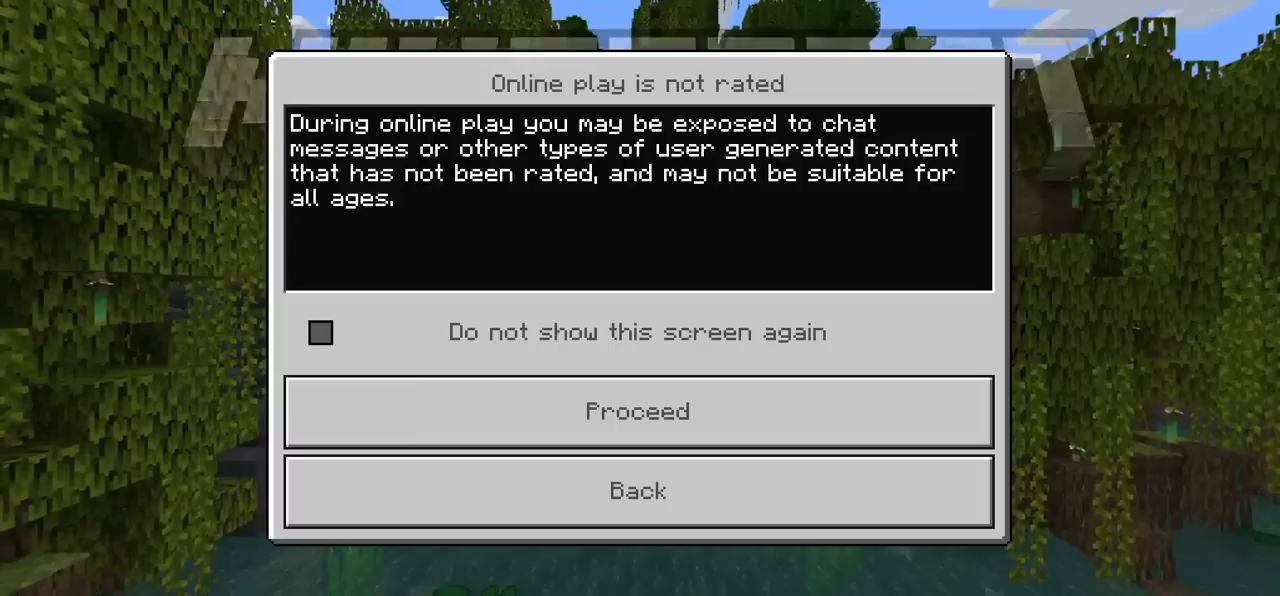 Online play is not rated
During online play you may be exposed to chat
messages or other types of user generated content
that has not been rated, and may not be suitable for
all ages.
Do not show this screen again
Proceed
Back